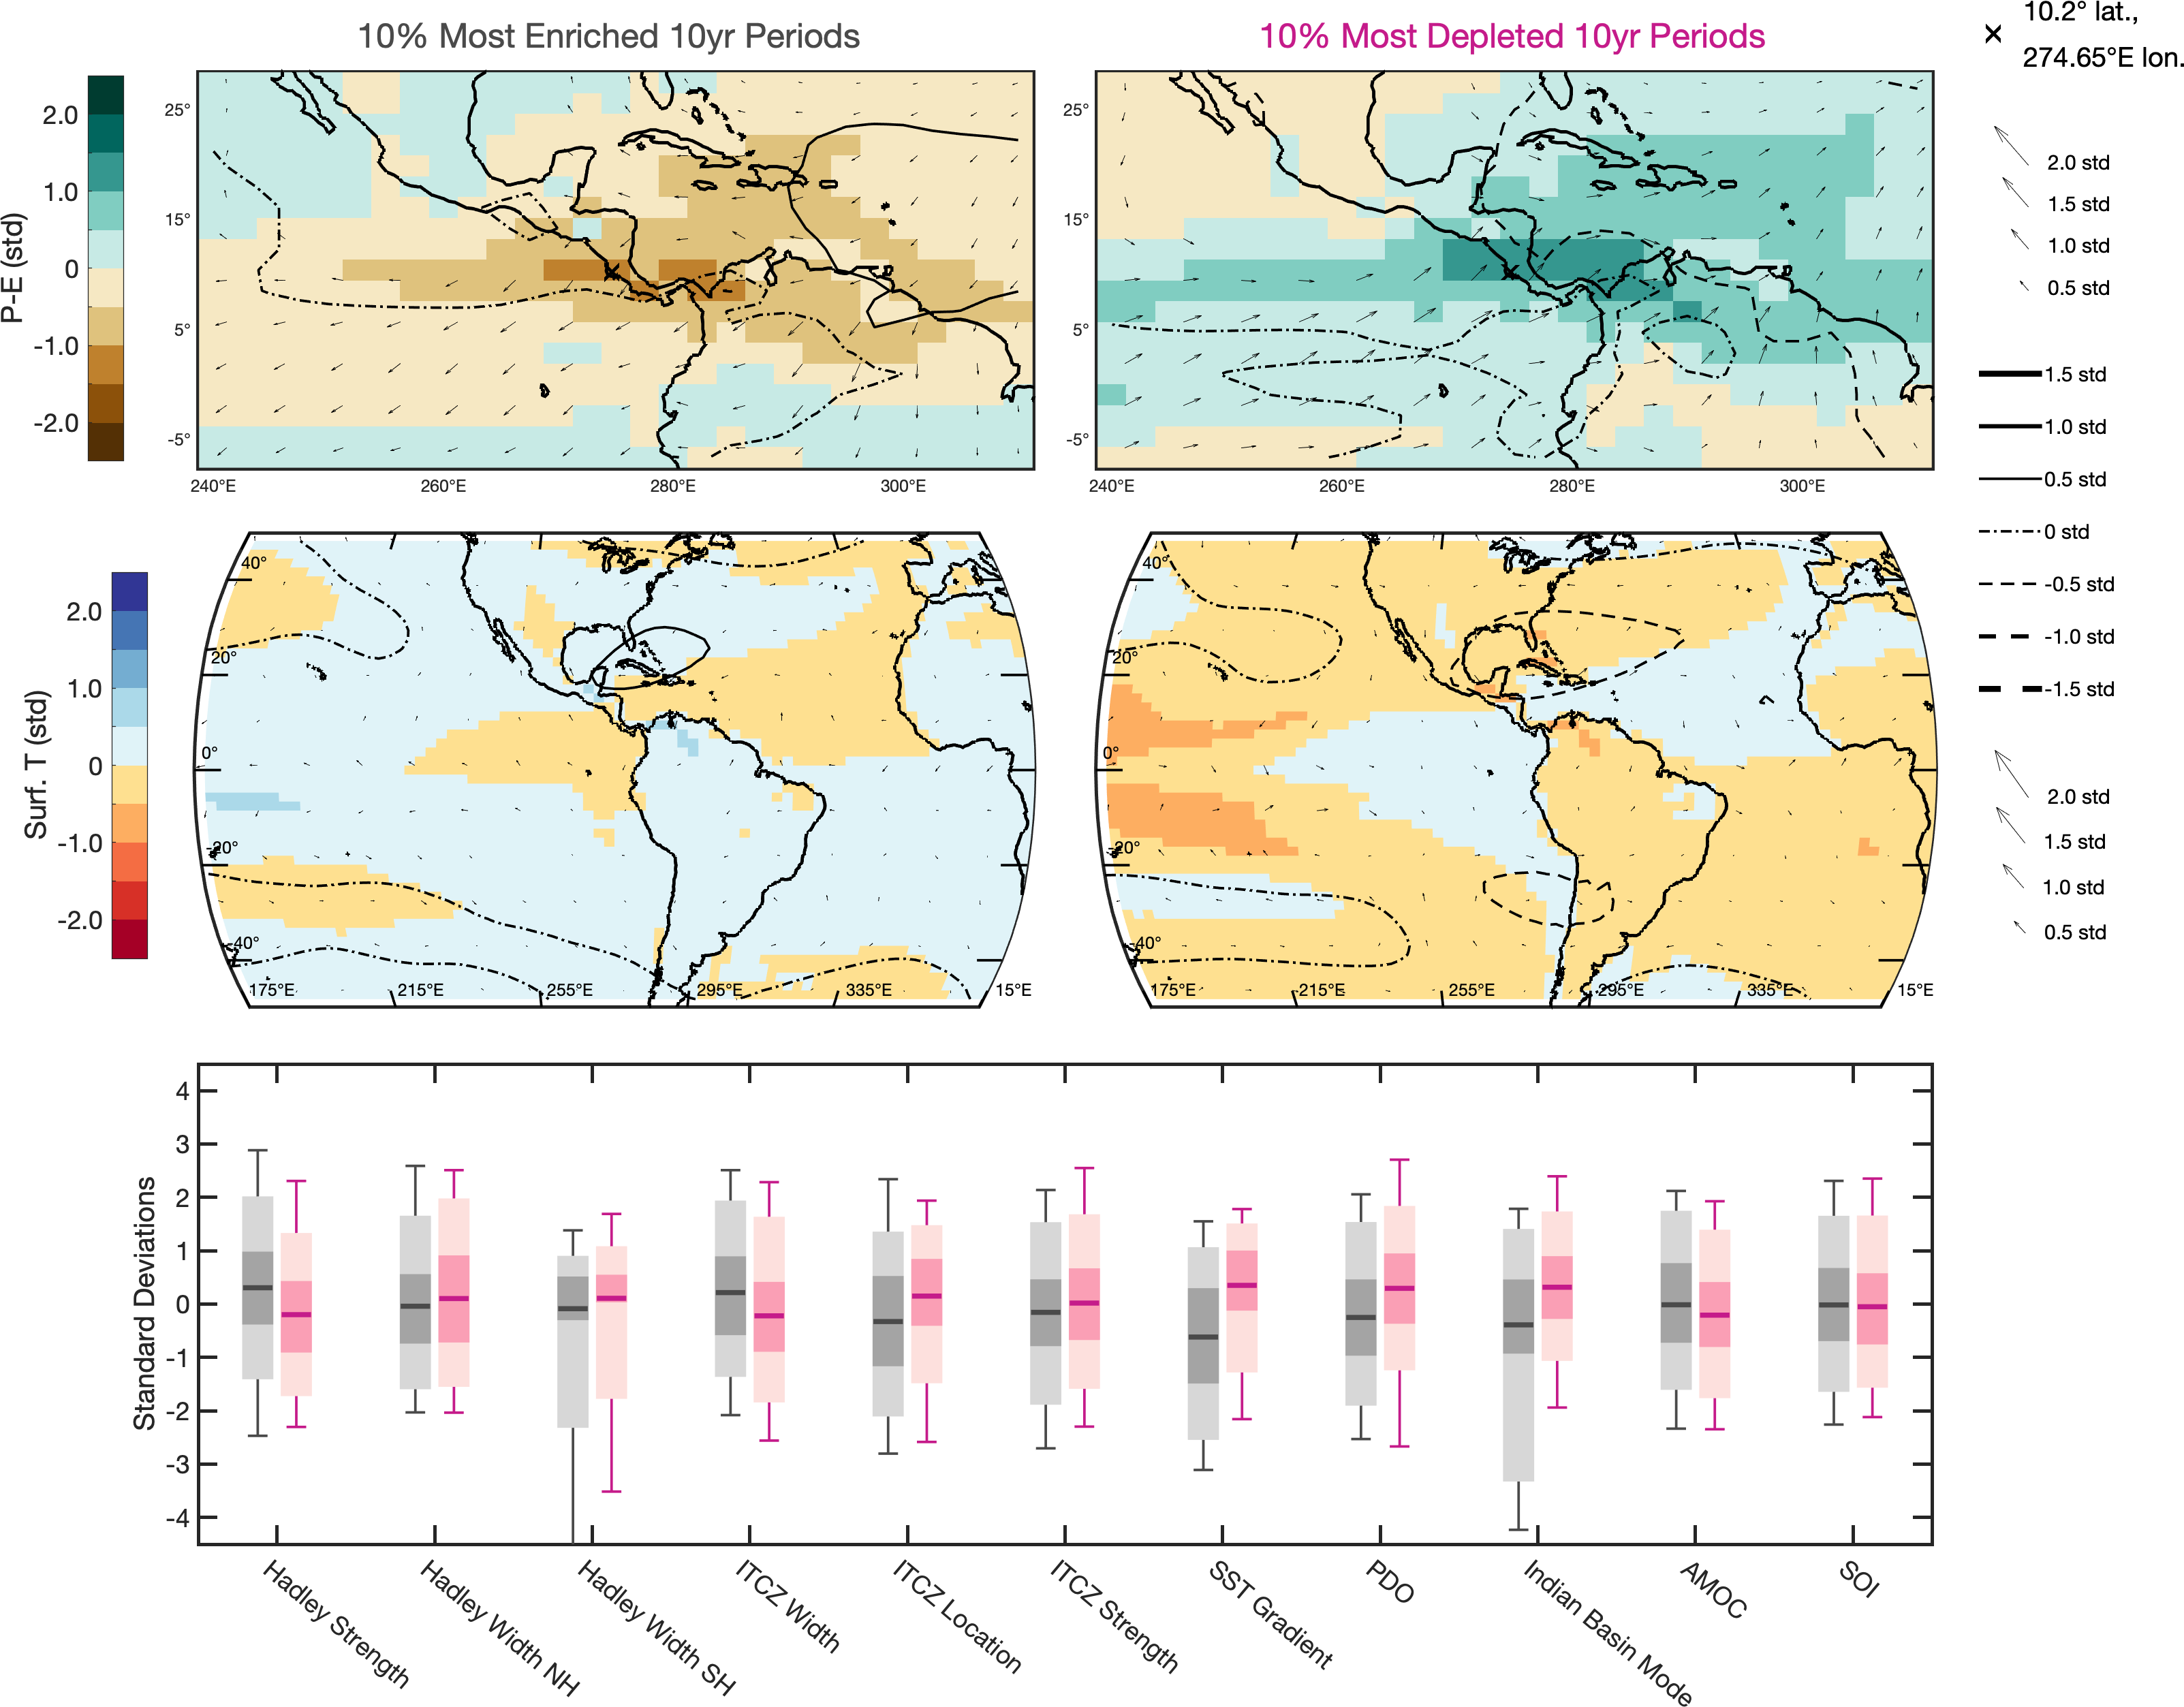 10% Most Enriched 10yr Periods
10% Most Depleted 10yr Periods
10.2° lat.,
274.65°E lon.
P-E (std)
2.0
1.0
0
-1.0
-2.0
25°
15°
5°
-5°
240°E
260°E
280°E
300°E
25°
15°
5°
-5°
240°E
260°E
280°E
300°E
2.0 std
1.5 std
1.0 std
0.5 std
1.5 std
1.0 std
0.5 std
0 std
-0.5 std
-1.0 std
-1.5 std
Surf. T (std)
2.0
1.0
0
-1.0
-2.0
40°
20°
0°
-20°
-40°
175°E
215°E
255°E
295°E
335°E
15°E
40°
20°
0°
-20°
-40°
175°E
215°E
255°E
295°E
335°E
15°E
2.0 std
1.5 std
1.0 std
0.5 std
Standard Deviations
4
3
2
1
0
-1
-2
-3
-4
Hadley Strength
Hadley Width NH
Hadley Width SH
ITCZ Width
ITCZ Location
ITCZ Strength
SST Gradient
PDO
Indian Basin Mode
AMOC
SOI